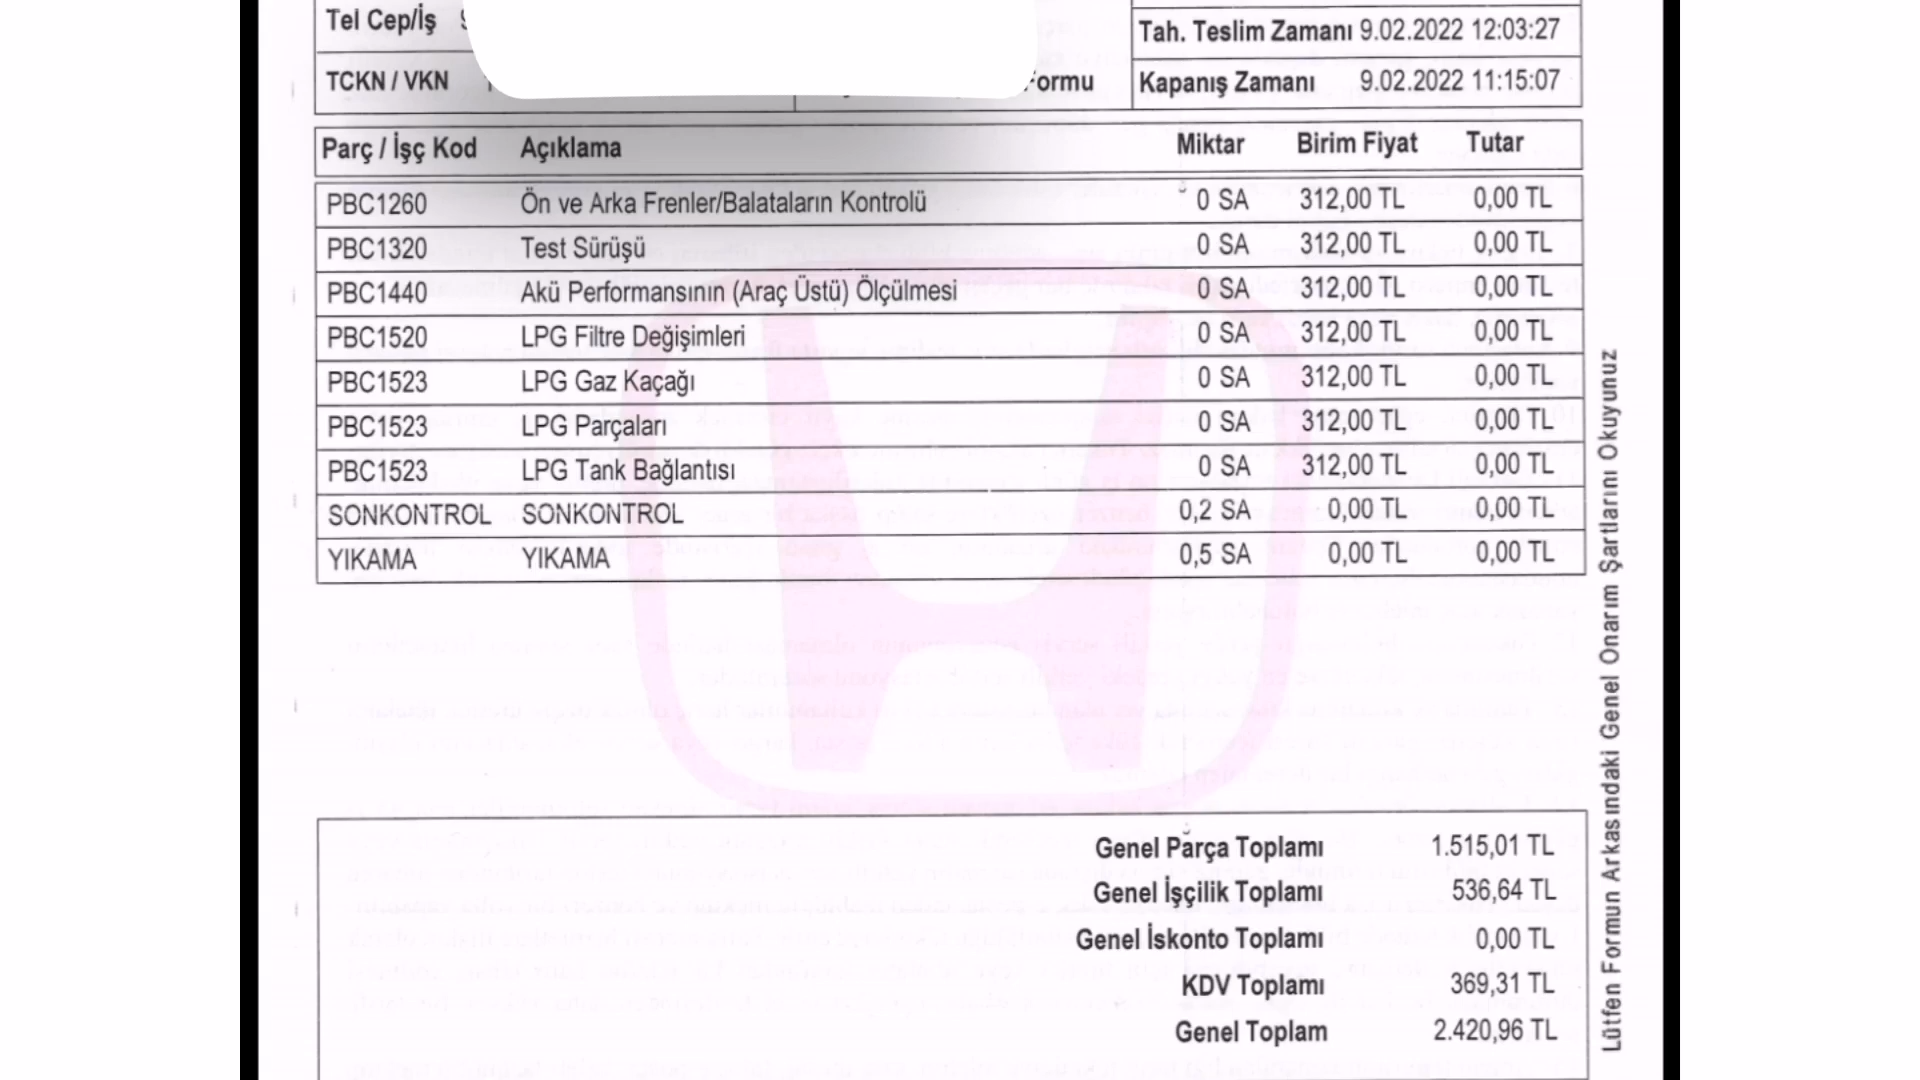 Tel Cep/İş
Tah. Teslim Zamanı 9.02.2022 12:03:27
TCKN / VKN
Kapanış Zamanı 9.02.2022 11:15:07
Parç / İşç Kod Açıklama Miktar Birim Fiyat Tutar
PBC1260 Ön ve Arka Frenler/Balataların Kontrolü 0 SA 312,00 TL 0,00 TL
PBC1320 Test Sürüşü 0 SA 312,00 TL 0,00 TL
PBC1440 Akü Performansının (Araç Üstü) Ölçülmesi 0 SA 312,00 TL 0,00 TL
PBC1520 LPG Filtre Değişimleri 0 SA 312,00 TL 0,00 TL
PBC1523 LPG Gaz Kaçağı 0 SA 312,00 TL 0,00 TL
PBC1523 LPG Parçaları 0 SA 312,00 TL 0,00 TL
PBC1523 LPG Tank Bağlantısı 0 SA 312,00 TL 0,00 TL
SONKONTROL SONKONTROL 0,2 SA 0,00 TL 0,00 TL
YIKAMA YIKAMA 0,5 SA 0,00 TL 0,00 TL
Genel Parça Toplamı 1.515,01 TL
Genel İşçilik Toplamı 536,64 TL
Genel İskonto Toplamı 0,00 TL
KDV Toplamı 369,31 TL
Genel Toplam 2.420,96 TL
Lütfen Formun Arkasındaki Genel Onarım Şartlarını Okuyunuz